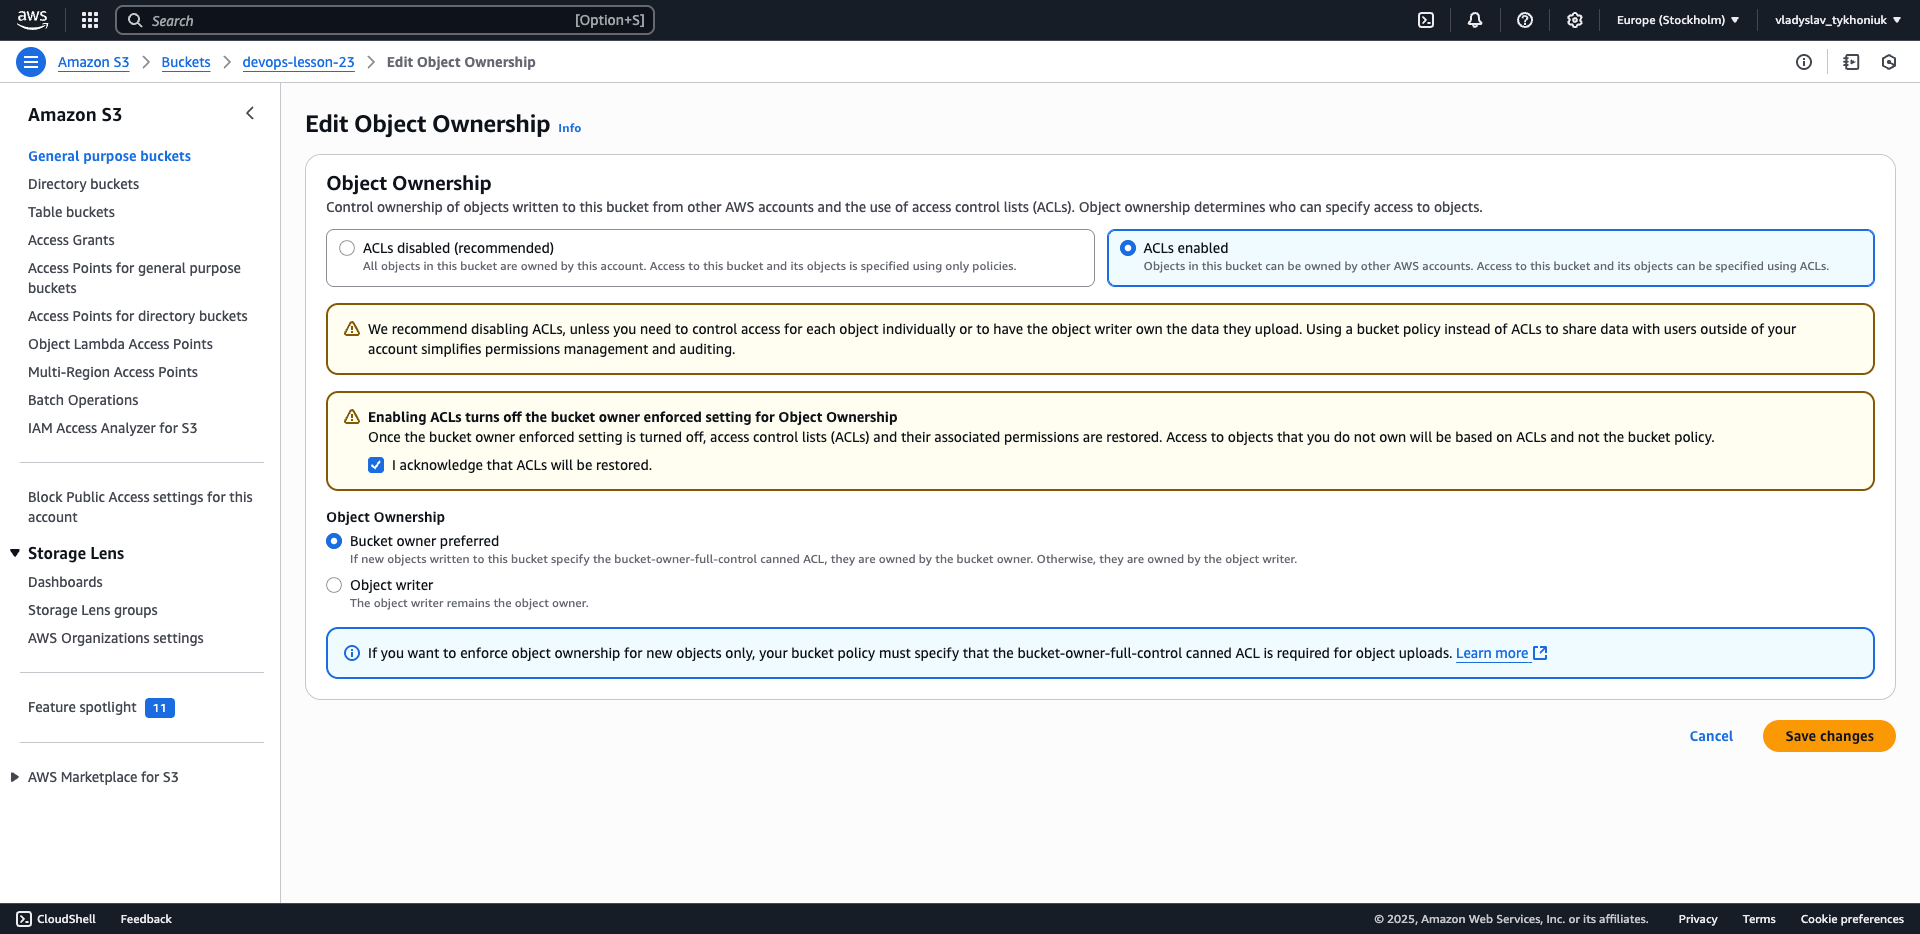 aws
Search
[Option+S]
Europe (Stockholm)
vladyslav_tykhoniuk
Amazon S3
Buckets
devops-lesson-23
Edit Object Ownership
Amazon S3
General purpose buckets
Directory buckets
Table buckets
Access Grants
Access Points for general purpose
buckets
Access Points for directory buckets
Object Lambda Access Points
Multi-Region Access Points
Batch Operations
IAM Access Analyzer for S3
Block Public Access settings for this
account
Storage Lens
Dashboards
Storage Lens groups
AWS Organizations settings
Feature spotlight 11
AWS Marketplace for S3
Edit Object Ownership Info
Object Ownership
Control ownership of objects written to this bucket from other AWS accounts and the use of access control lists (ACLs). Object ownership determines who can specify access to objects.
ACLs disabled (recommended)
All objects in this bucket are owned by this account. Access to this bucket and its objects is specified using only policies.
ACLs enabled
Objects in this bucket can be owned by other AWS accounts. Access to this bucket and its objects can be specified using ACLs.
We recommend disabling ACLs, unless you need to control access for each object individually or to have the object writer own the data they upload. Using a bucket policy instead of ACLs to share data with users outside of your
account simplifies permissions management and auditing.
Enabling ACLs turns off the bucket owner enforced setting for Object Ownership
Once the bucket owner enforced setting is turned off, access control lists (ACLs) and their associated permissions are restored. Access to objects that you do not own will be based on ACLs and not the bucket policy.
I acknowledge that ACLs will be restored.
Object Ownership
Bucket owner preferred
If new objects written to this bucket specify the bucket-owner-full-control canned ACL, they are owned by the bucket owner. Otherwise, they are owned by the object writer.
Object writer
The object writer remains the object owner.
If you want to enforce object ownership for new objects only, your bucket policy must specify that the bucket-owner-full-control canned ACL is required for object uploads. Learn more
Cancel
Save changes
CloudShell
Feedback
© 2025, Amazon Web Services, Inc. or its affiliates.
Privacy
Terms
Cookie preferences